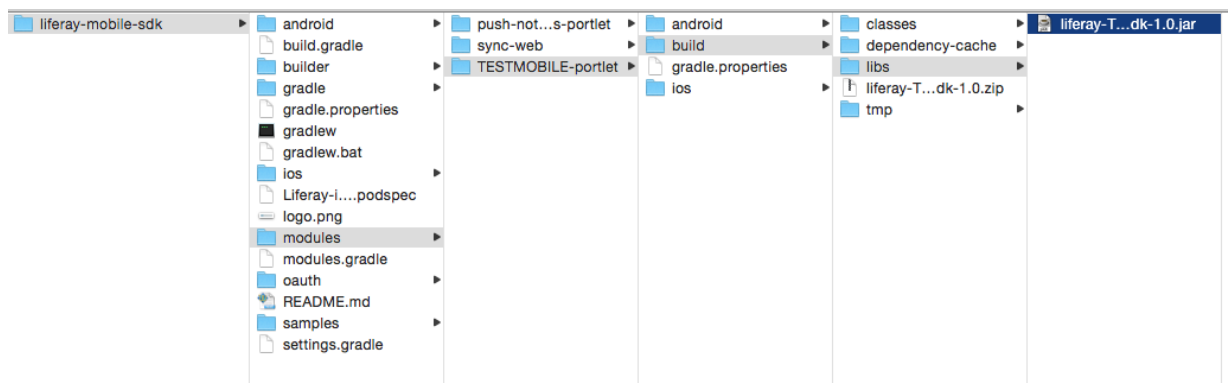 liferay-mobile-sdk
android
build.gradle
builder
gradle
gradle.properties
gradlew
gradlew.bat
ios
Liferay-i....podspec
logo.png
modules
modules.gradle
oauth
README.md
samples
settings.gradle
push-not...s-portlet
sync-web
TESTMOBILE-portlet
android
build
gradle.properties
ios
classes
dependency-cache
libs
liferay-T...dk-1.0.zip
tmp
liferay-T...dk-1.0.jar